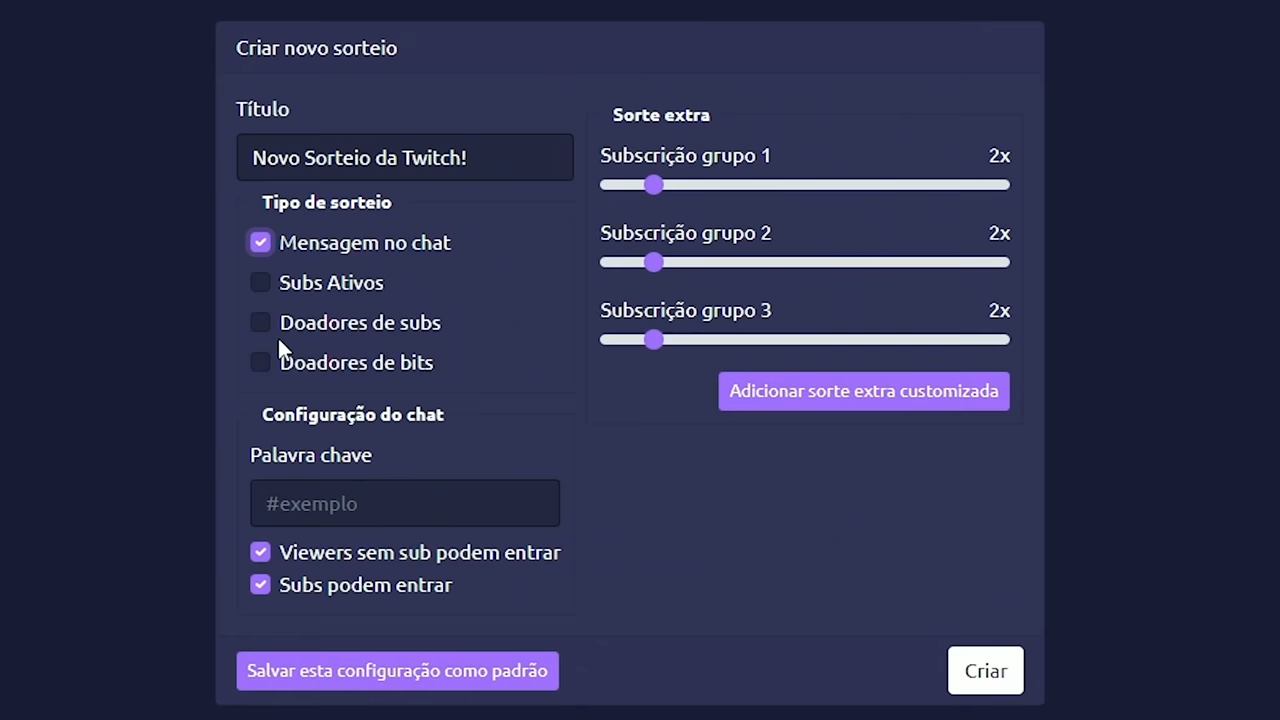 Criar novo sorteio
Título
Novo Sorteio da Twitch!
Tipo de sorteio
Mensagem no chat
Subs Ativos
Doadores de subs
Doadores de bits
Configuração do chat
Palavra chave
#exemplo
Viewers sem sub podem entrar
Subs podem entrar
Sorte extra
Subscrição grupo 1 2x
Subscrição grupo 2 2x
Subscrição grupo 3 2x
Adicionar sorte extra customizada
Salvar esta configuração como padrão
Criar